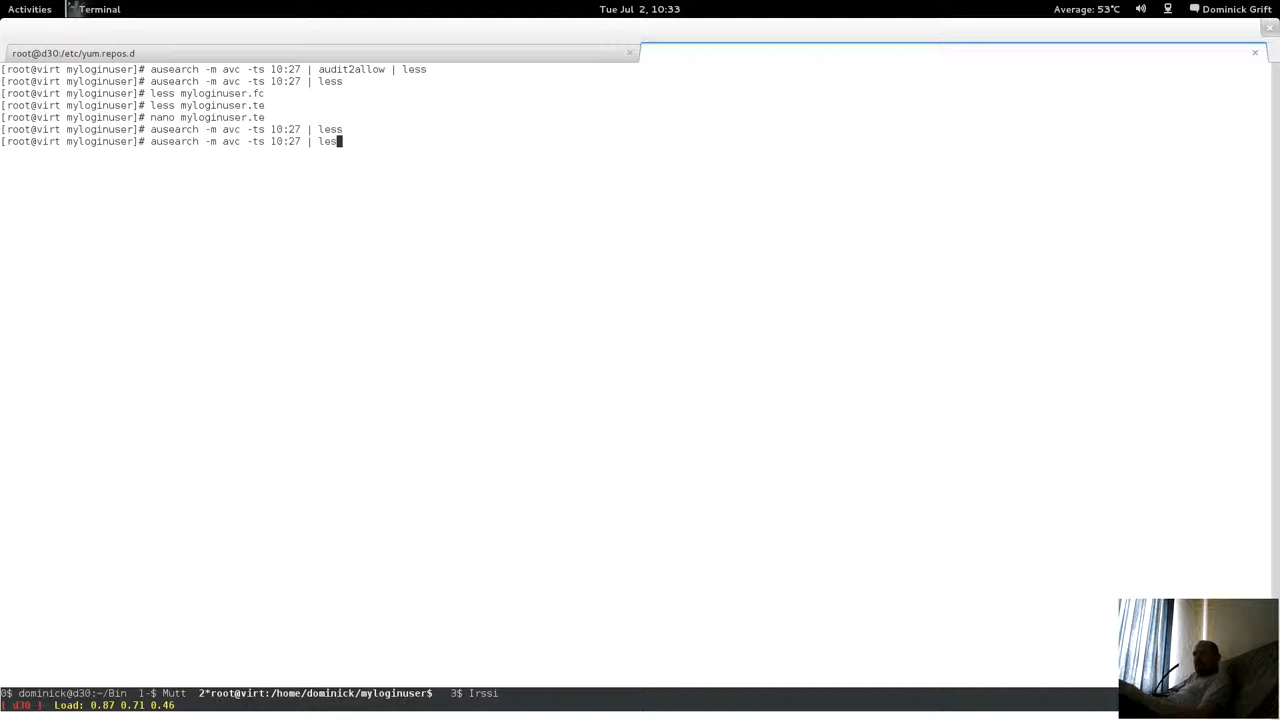 Activities Terminal Tue Jul 2, 10:33 Average: 53°C Dominick Grift
root@d30:/etc/yum.repos.d
[root@virt myloginuser]# ausearch -m avc -ts 10:27 | audit2allow | less
[root@virt myloginuser]# ausearch -m avc -ts 10:27 | less
[root@virt myloginuser]# less myloginuser.fc
[root@virt myloginuser]# less myloginuser.te
[root@virt myloginuser]# nano myloginuser.te
[root@virt myloginuser]# ausearch -m avc -ts 10:27 | less
[root@virt myloginuser]# ausearch -m avc -ts 10:27 | les
0$ dominick@d30:~/Bin 1-$ Mutt 2*root@virt:/home/dominick/myloginuser$ 3$ Irssi
[ d30 ] Load: 0.87 0.71 0.46